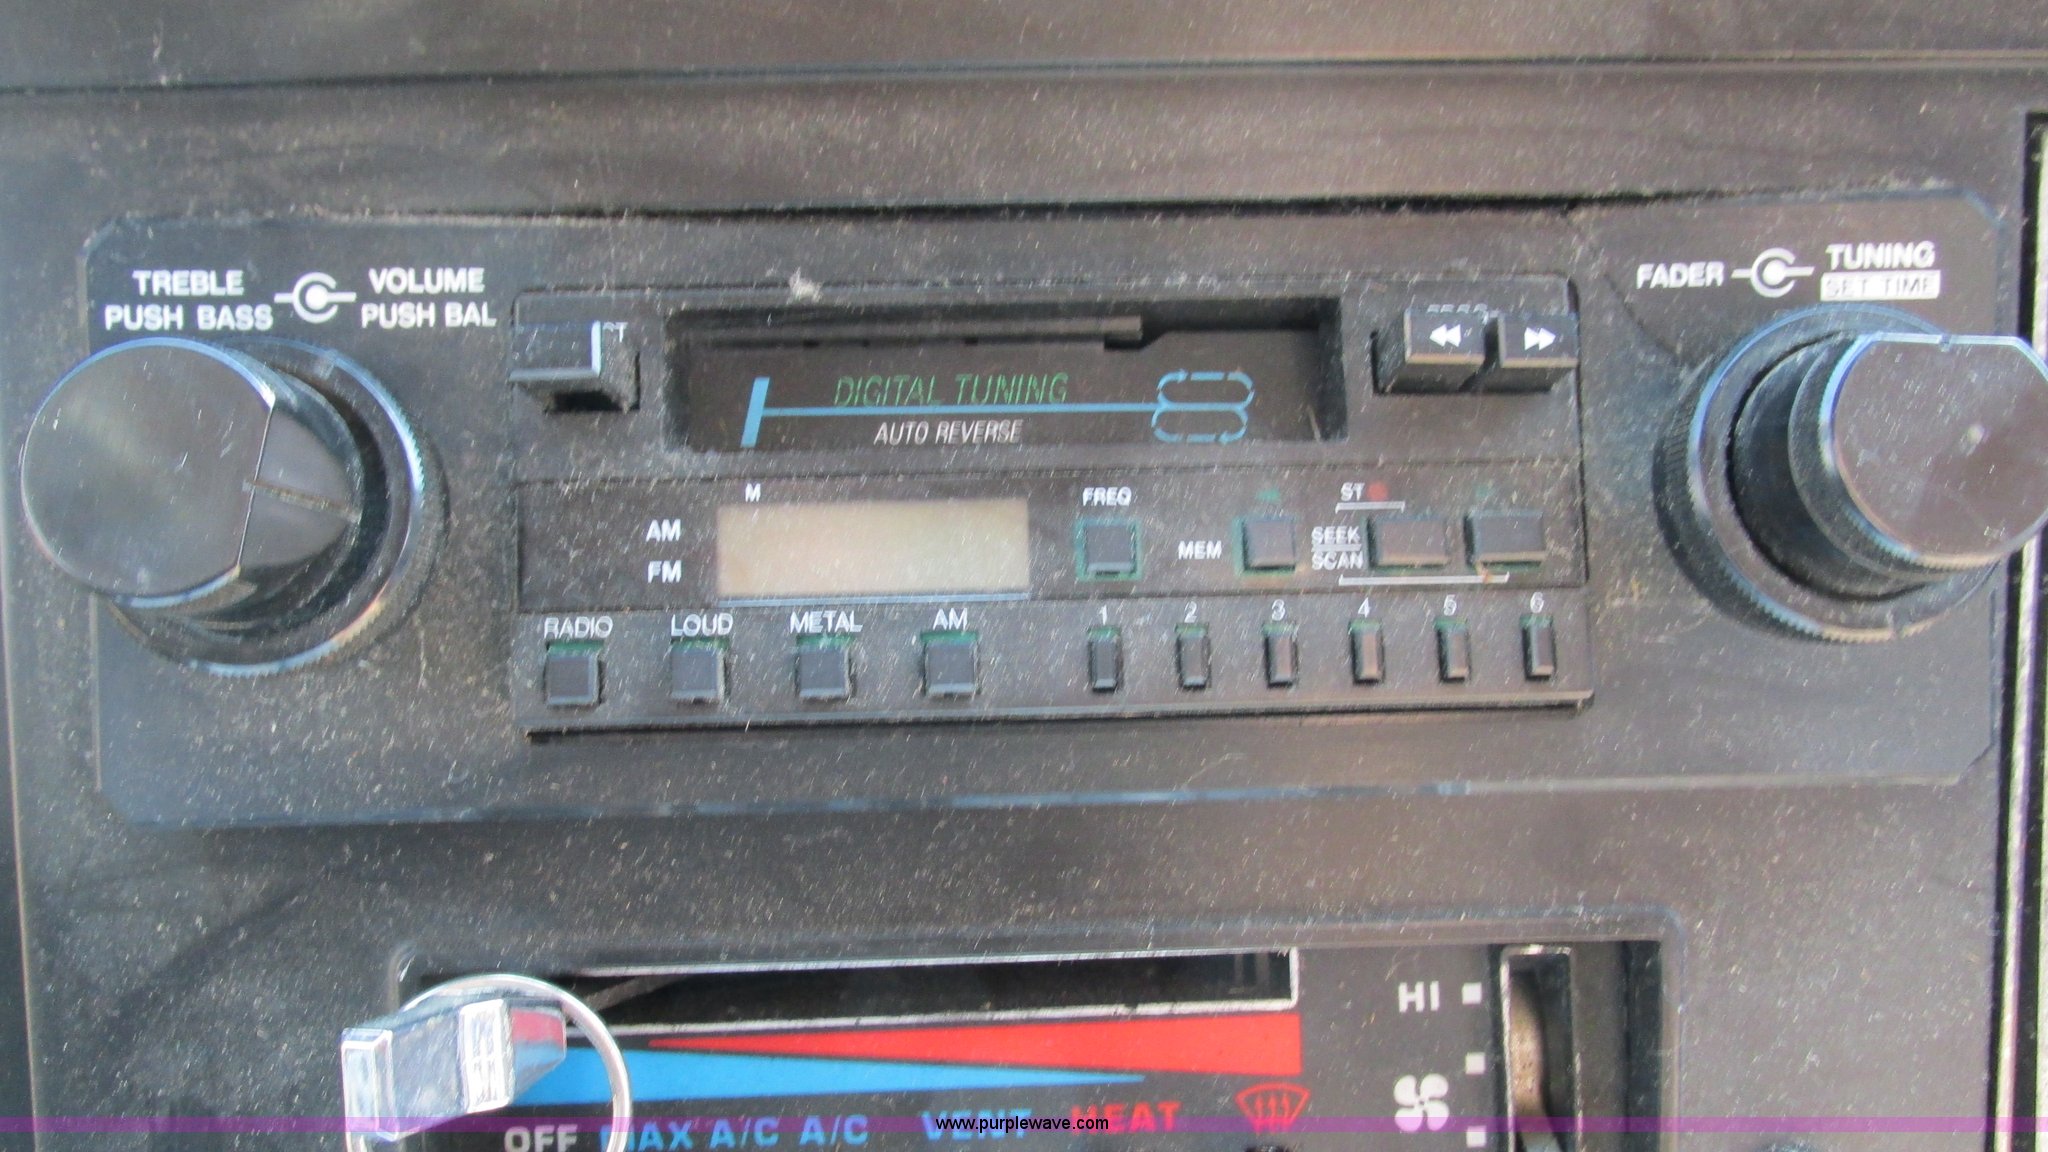 TREBLE
PUSH BASS
VOLUME
PUSH BAL
FADER
TUNING
SET TIME
DIGITAL TUNING
AUTO REVERSE
M
AM
FM
FREQ
MEM
ST
SEEK
SCAN
RADIO LOUD METAL AM 1 2 3 4 5 6
HI
OFF MAX A/C A/C VENT HEAT
www.purplewave.com